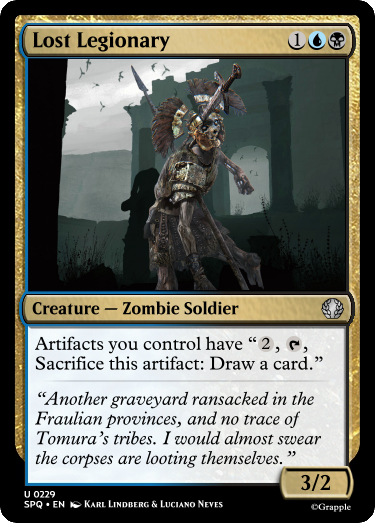 Lost Legionary 1
Creature — Zombie Soldier
Artifacts you control have “2, ,
Sacrifice this artifact: Draw a card.”
“Another graveyard ransacked in the
Fraulian provinces, and no trace of
Tomura’s tribes. I would almost swear
the corpses are looting themselves.”
3/2
U 0229
SPQ • EN Karl Lindberg & Luciano Neves
©Grapple